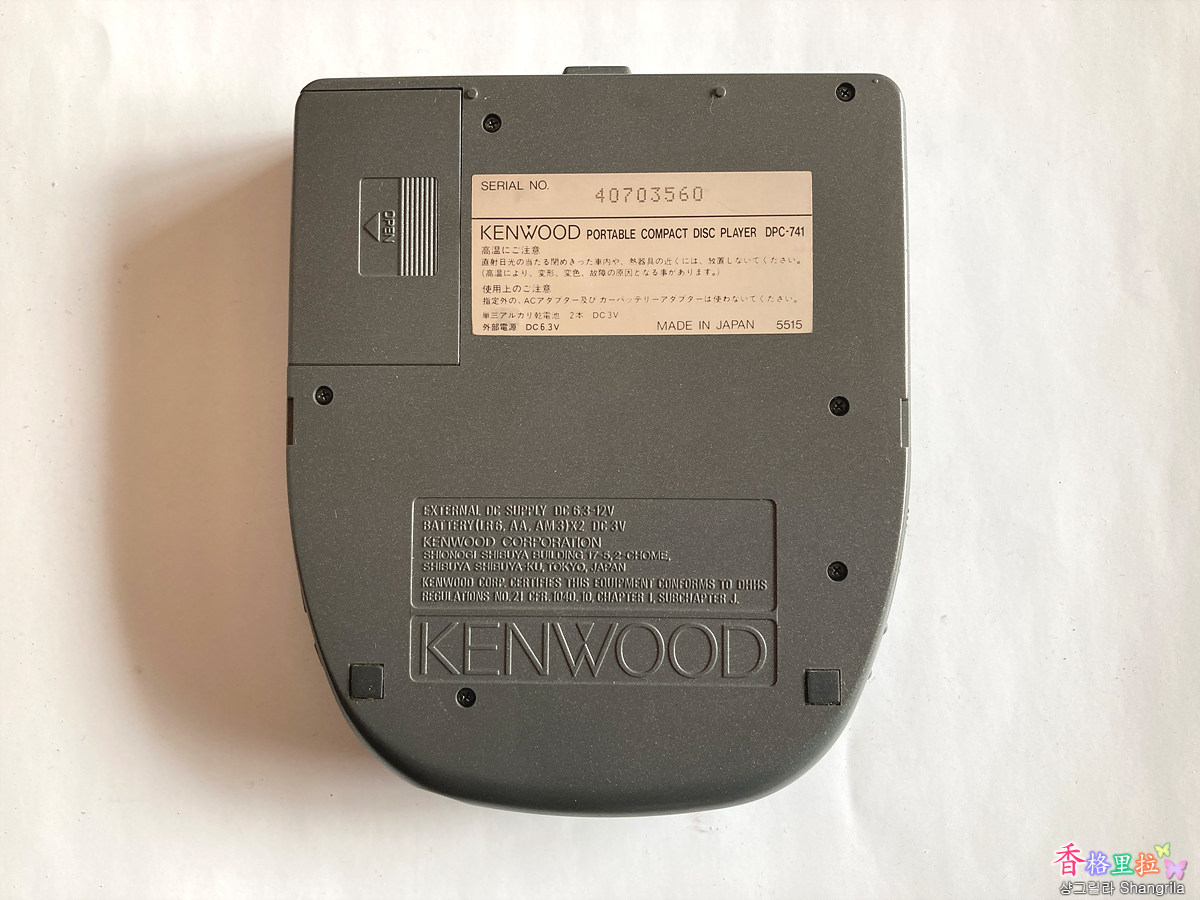 OPEN
SERIAL NO. 40703560
KENWOOD PORTABLE COMPACT DISC PLAYER DPC-741
高温にご注意
直射日光の当たる閉めきった車内や、熱器具の近くには、放置しないでください。
(高温により、変形、変色、故障の原因となる事があります。)
使用上のご注意
指定外の、ACアダプター及びカーバッテリーアダプターは使わないでください。
単三アルカリ乾電池 2本 DC3V
外部電源 DC6.3V MADE IN JAPAN 5515
EXTERNAL DC SUPPLY DC 6.3-12V
BATTERY(LR6, AA, AM3)X2 DC 3V
KENWOOD CORPORATION
SHIONOGI SHIBUYA BUILDING, 17-5, 2-CHOME,
SHIBUYA SHIBUYA-KU, TOKYO, JAPAN
KENWOOD CORP. CERTIFIES THIS EQUIPMENT CONFORMS TO DHHS
REGULATIONS NO. 21 CFR. 1040. 10, CHAPTER 1, SUBCHAPTER J.
KENWOOD
香格里拉
샹그릴라 Shangrila